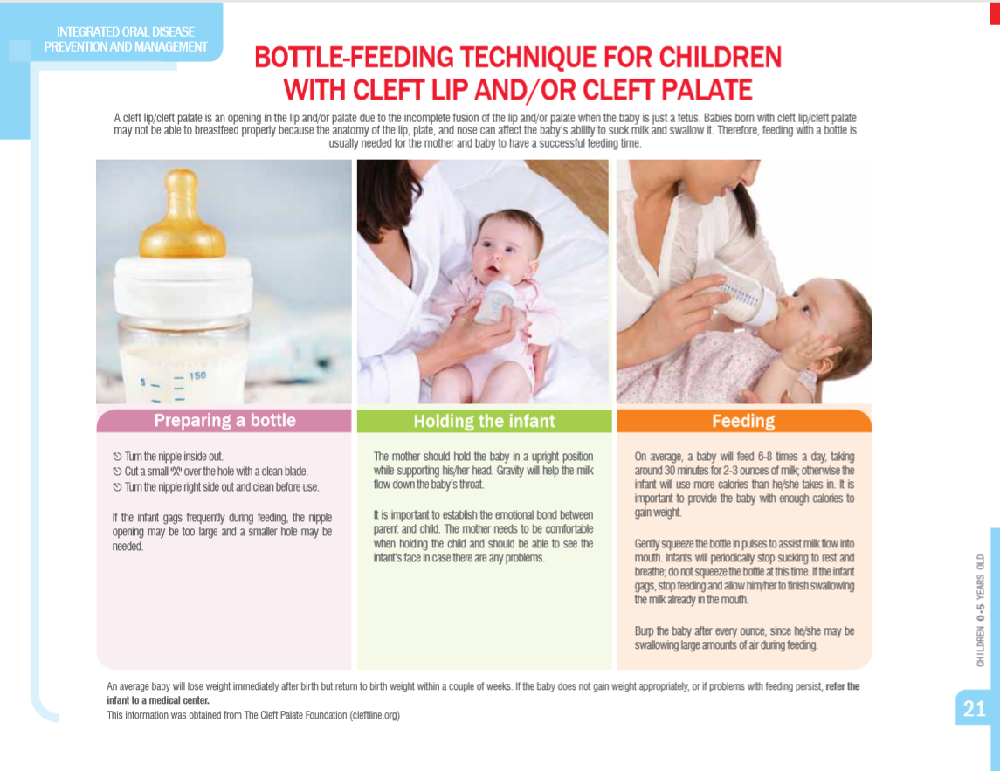 INTEGRATED ORAL DISEASE
PREVENTION AND MANAGEMENT
BOTTLE-FEEDING TECHNIQUE FOR CHILDREN
WITH CLEFT LIP AND/OR CLEFT PALATE
A cleft lip/cleft palate is an opening in the lip and/or palate due to the incomplete fusion of the lip and/or palate when the baby is just a fetus. Babies born with cleft lip/cleft palate
may not be able to breastfeed properly because the anatomy of the lip, plate, and nose can affect the baby's ability to suck milk and swallow it. Therefore, feeding with a bottle is
usually needed for the mother and baby to have a successful feeding time.
5
150
Preparing a bottle
Turn the nipple inside out.
Cut a small "X" over the hole with a clean blade.
Turn the nipple right side out and clean before use.
If the infant gags frequently during feeding, the nipple
opening may be too large and a smaller hole may be
needed.
Holding the infant
The mother should hold the baby in a upright position
while supporting his/her head. Gravity will help the milk
flow down the baby's throat.
It is important to establish the emotional bond between
parent and child. The mother needs to be comfortable
when holding the child and should be able to see the
infant's face in case there are any problems.
Feeding
On average, a baby will feed 6-8 times a day, taking
around 30 minutes for 2-3 ounces of milk; otherwise the
infant will use more calories than he/she takes in. It is
important to provide the baby with enough calories to
gain weight.
Gently squeeze the bottle in pulses to assist milk flow into
mouth. Infants will periodically stop sucking to rest and
breathe; do not squeeze the bottle at this time. If the infant
gags, stop feeding and allow him/her to finish swallowing
the milk already in the mouth.
Burp the baby after every ounce, since he/she may be
swallowing large amounts of air during feeding.
An average baby will lose weight immediately after birth but return to birth weight within a couple of weeks. If the baby does not gain weight appropriately, or if problems with feeding persist, refer the
infant to a medical center.
This information was obtained from The Cleft Palate Foundation (cleftline.org)
CHILDREN 0-5 YEARS OLD
21